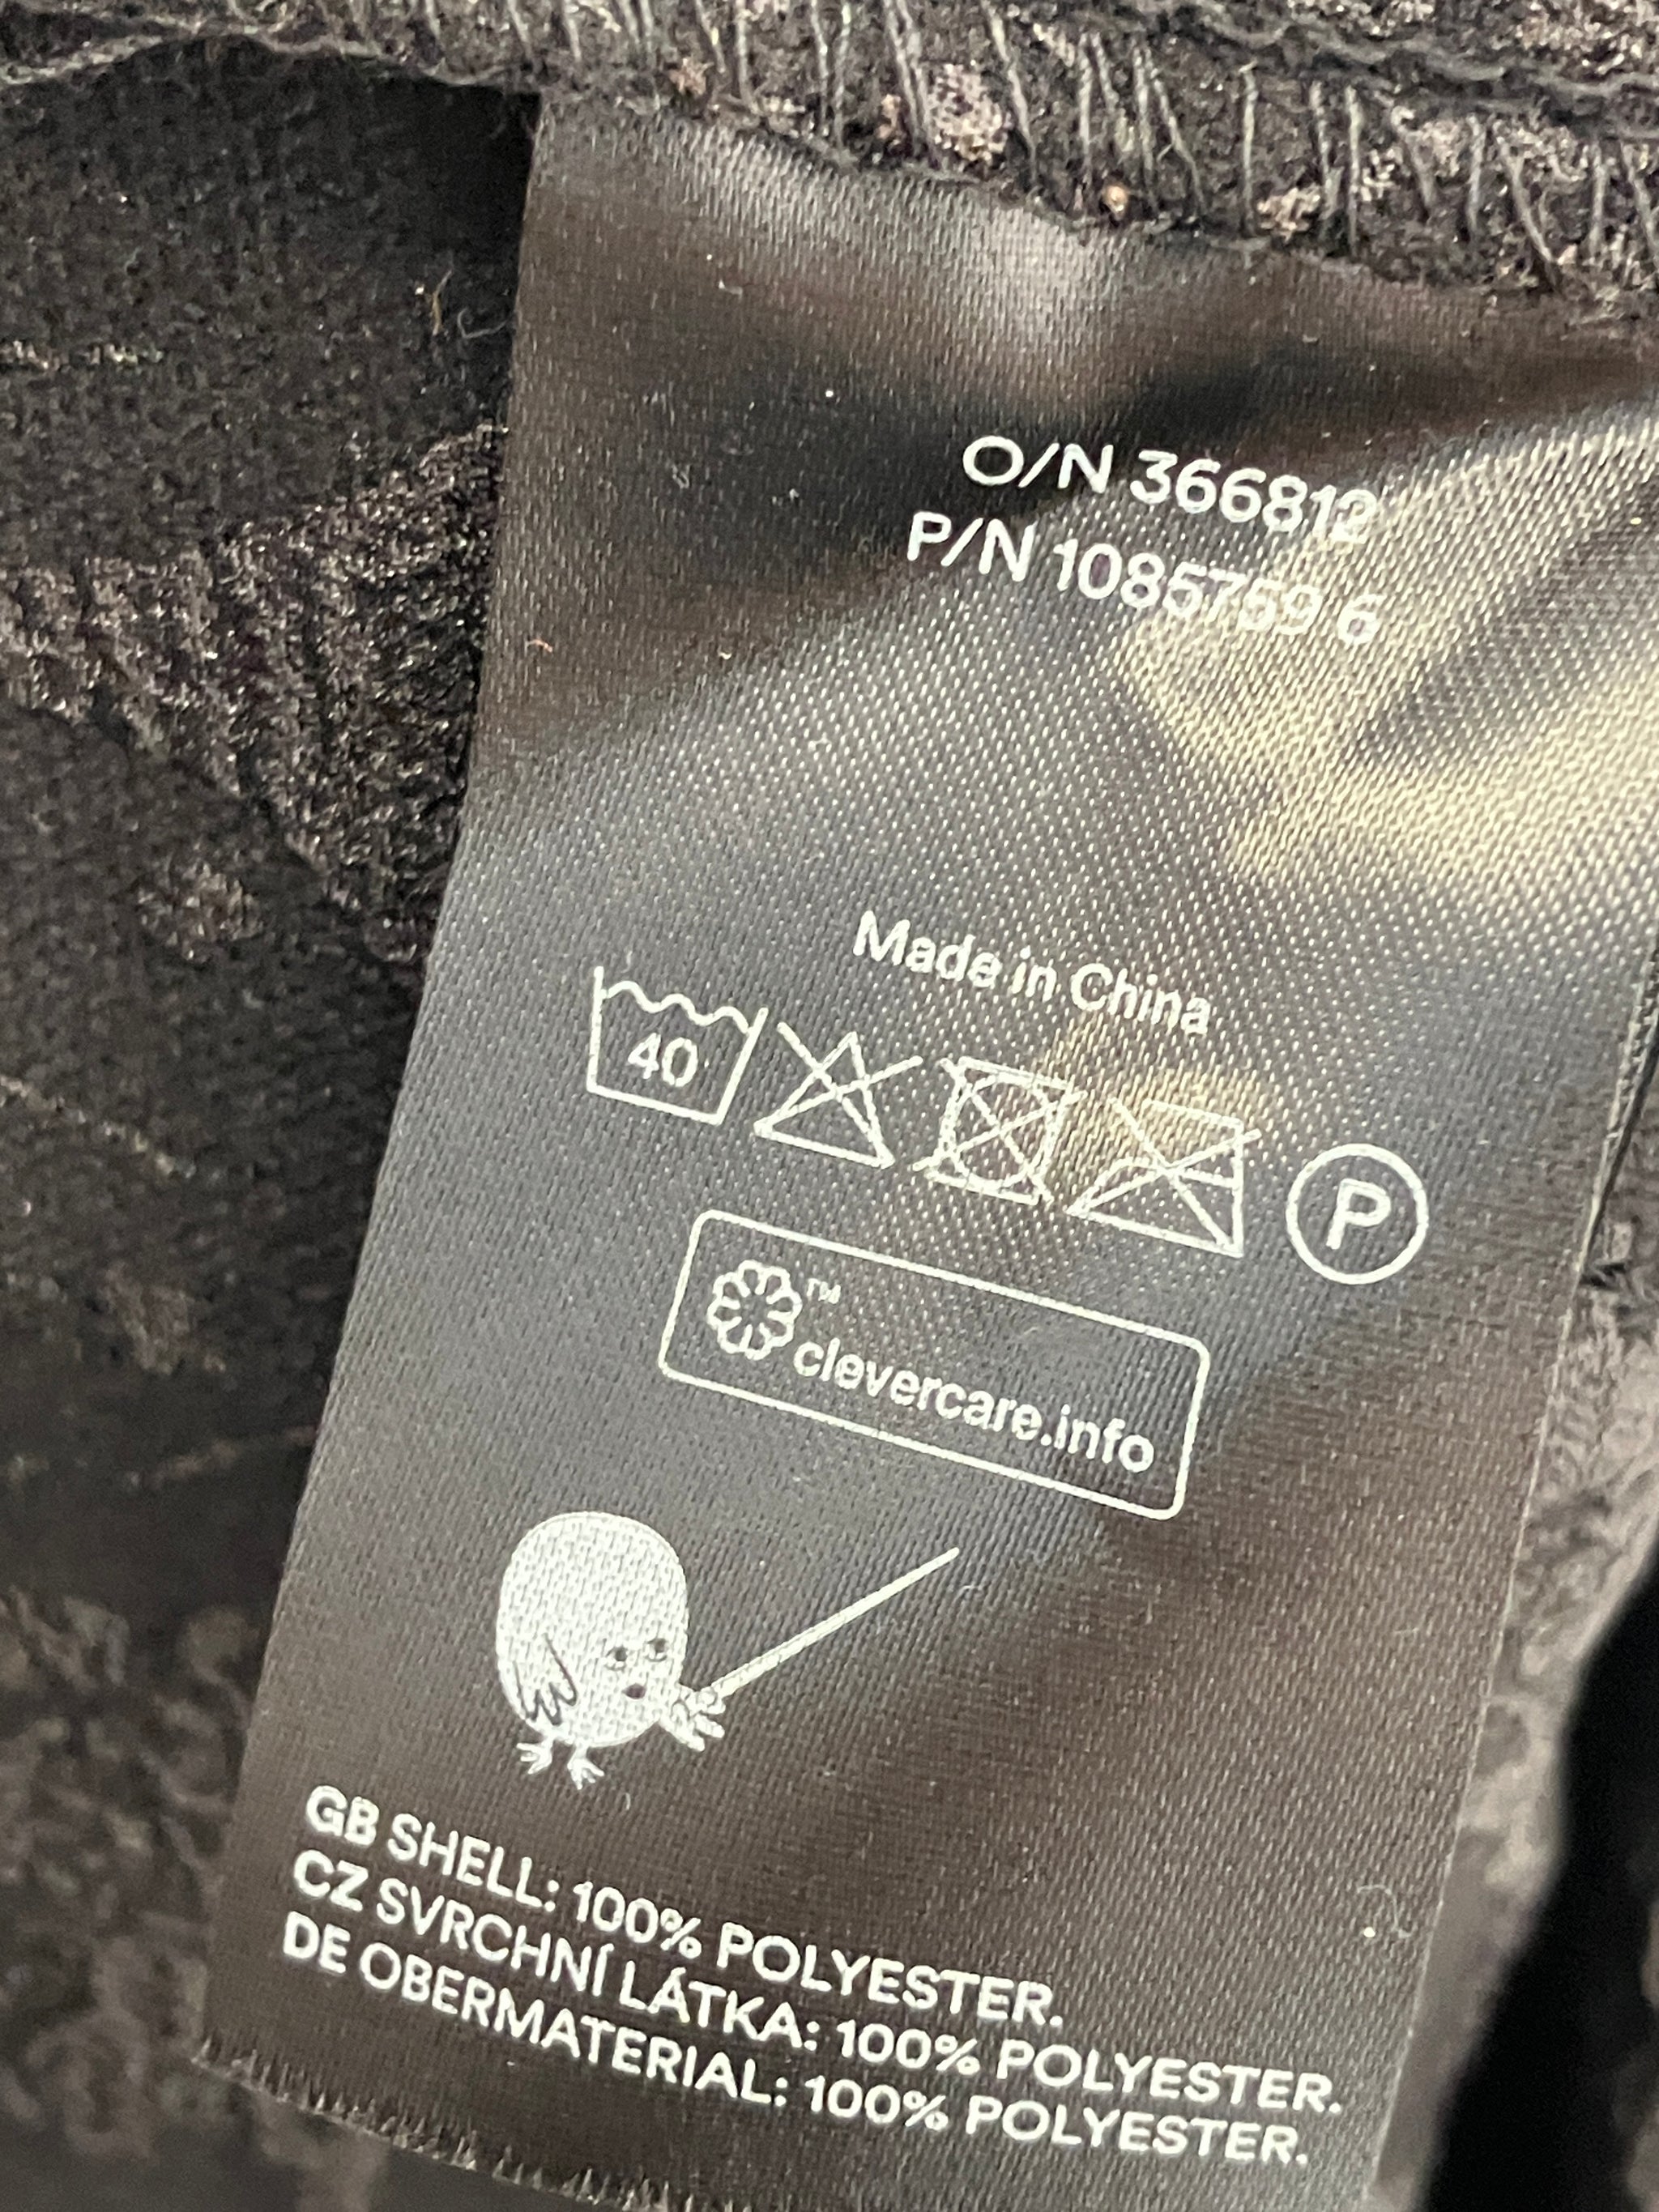 O/N 366812
P/N 1085759 6
Made in China
40
P
™
clevercare.info
GB SHELL: 100% POLYESTER.
CZ SVRCHNÍ LÁTKA: 100% POLYESTER.
DE OBERMATERIAL: 100% POLYESTER.